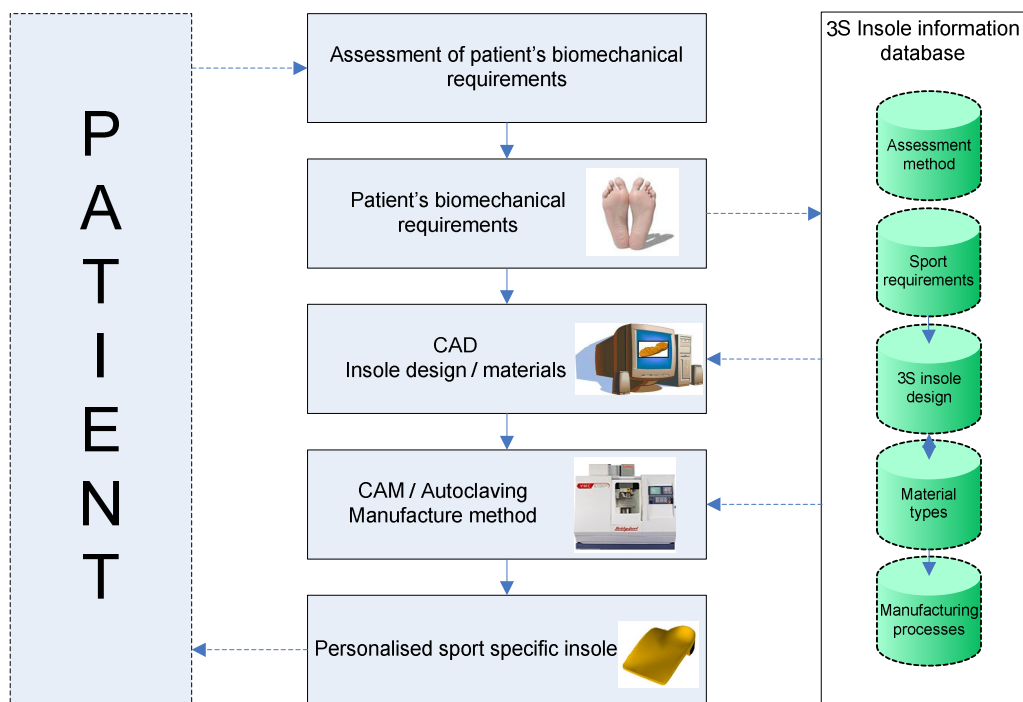 PATIENT
Assessment of patient's biomechanical
requirements
Patient's biomechanical
requirements
CAD
Insole design / materials
CAM / Autoclaving
Manufacture method
Personalised sport specific insole
3S Insole information
database
Assessment
method
Sport
requirements
3S insole
design
Material
types
Manufacturing
processes